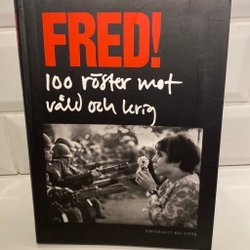 FRED!
100 röster mot
våld och krig